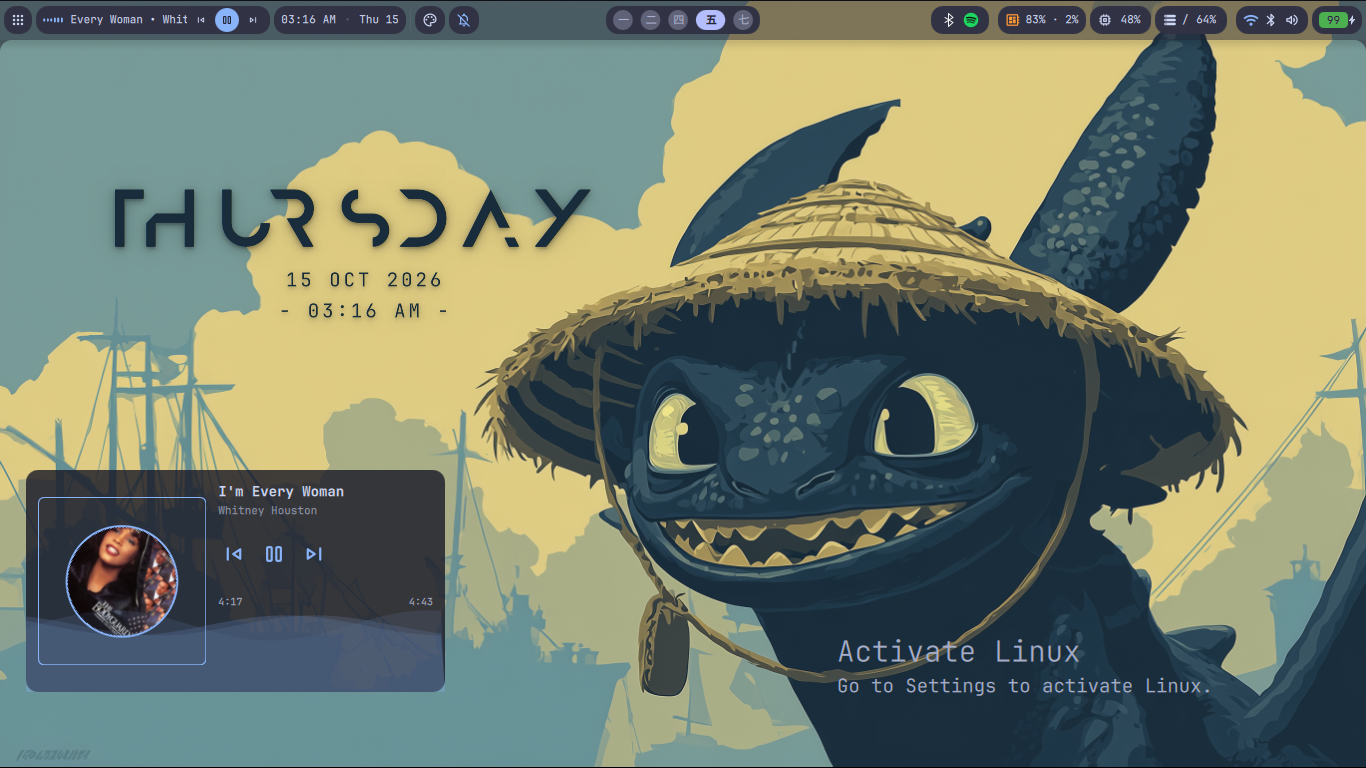 Every Woman • Whit
03:16 AM · Thu 15
一 二 四 五 七
83% · 2%
48%
/ 64%
99
THURSDAY
15 OCT 2026
- 03:16 AM -
I'm Every Woman
Whitney Houston
4:17
4:43
Activate Linux
Go to Settings to activate Linux.